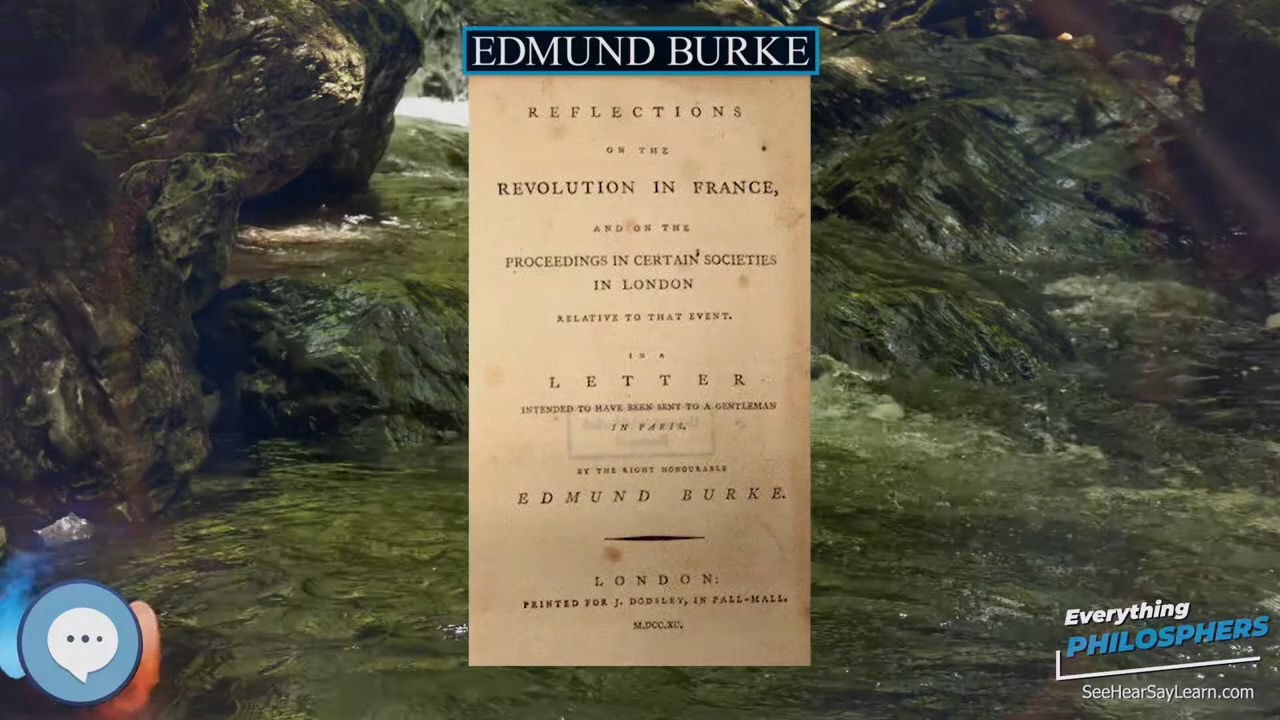 EDMUND BURKE
REFLECTIONS
ON THE
REVOLUTION IN FRANCE,
AND ON THE
PROCEEDINGS IN CERTAIN SOCIETIES
IN LONDON
RELATIVE TO THAT EVENT.
IN A
LETTER
INTENDED TO HAVE BEEN SENT TO A GENTLEMAN
IN PARIS.
BY THE RIGHT HONOURABLE
EDMUND BURKE.
LONDON:
PRINTED FOR J. DODSLEY, IN PALL-MALL.
M.DCC.XC.
Everything
PHILOSPHERS
SeeHearSayLearn.com